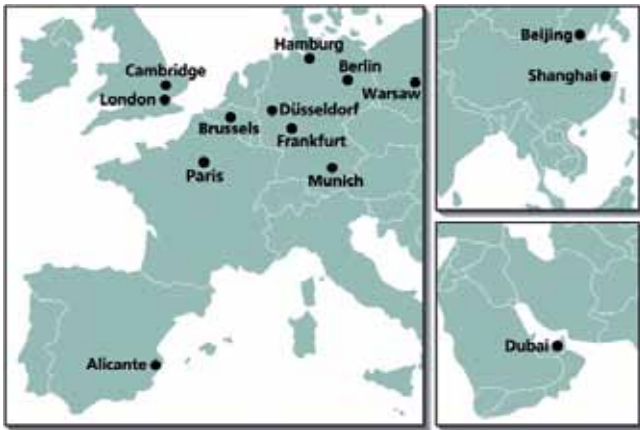 Hamburg
Berlin
Cambridge
Warsaw
London
Düsseldorf
Brussels
Frankfurt
Paris
Munich
Alicante
Beijing
Shanghai
Dubai